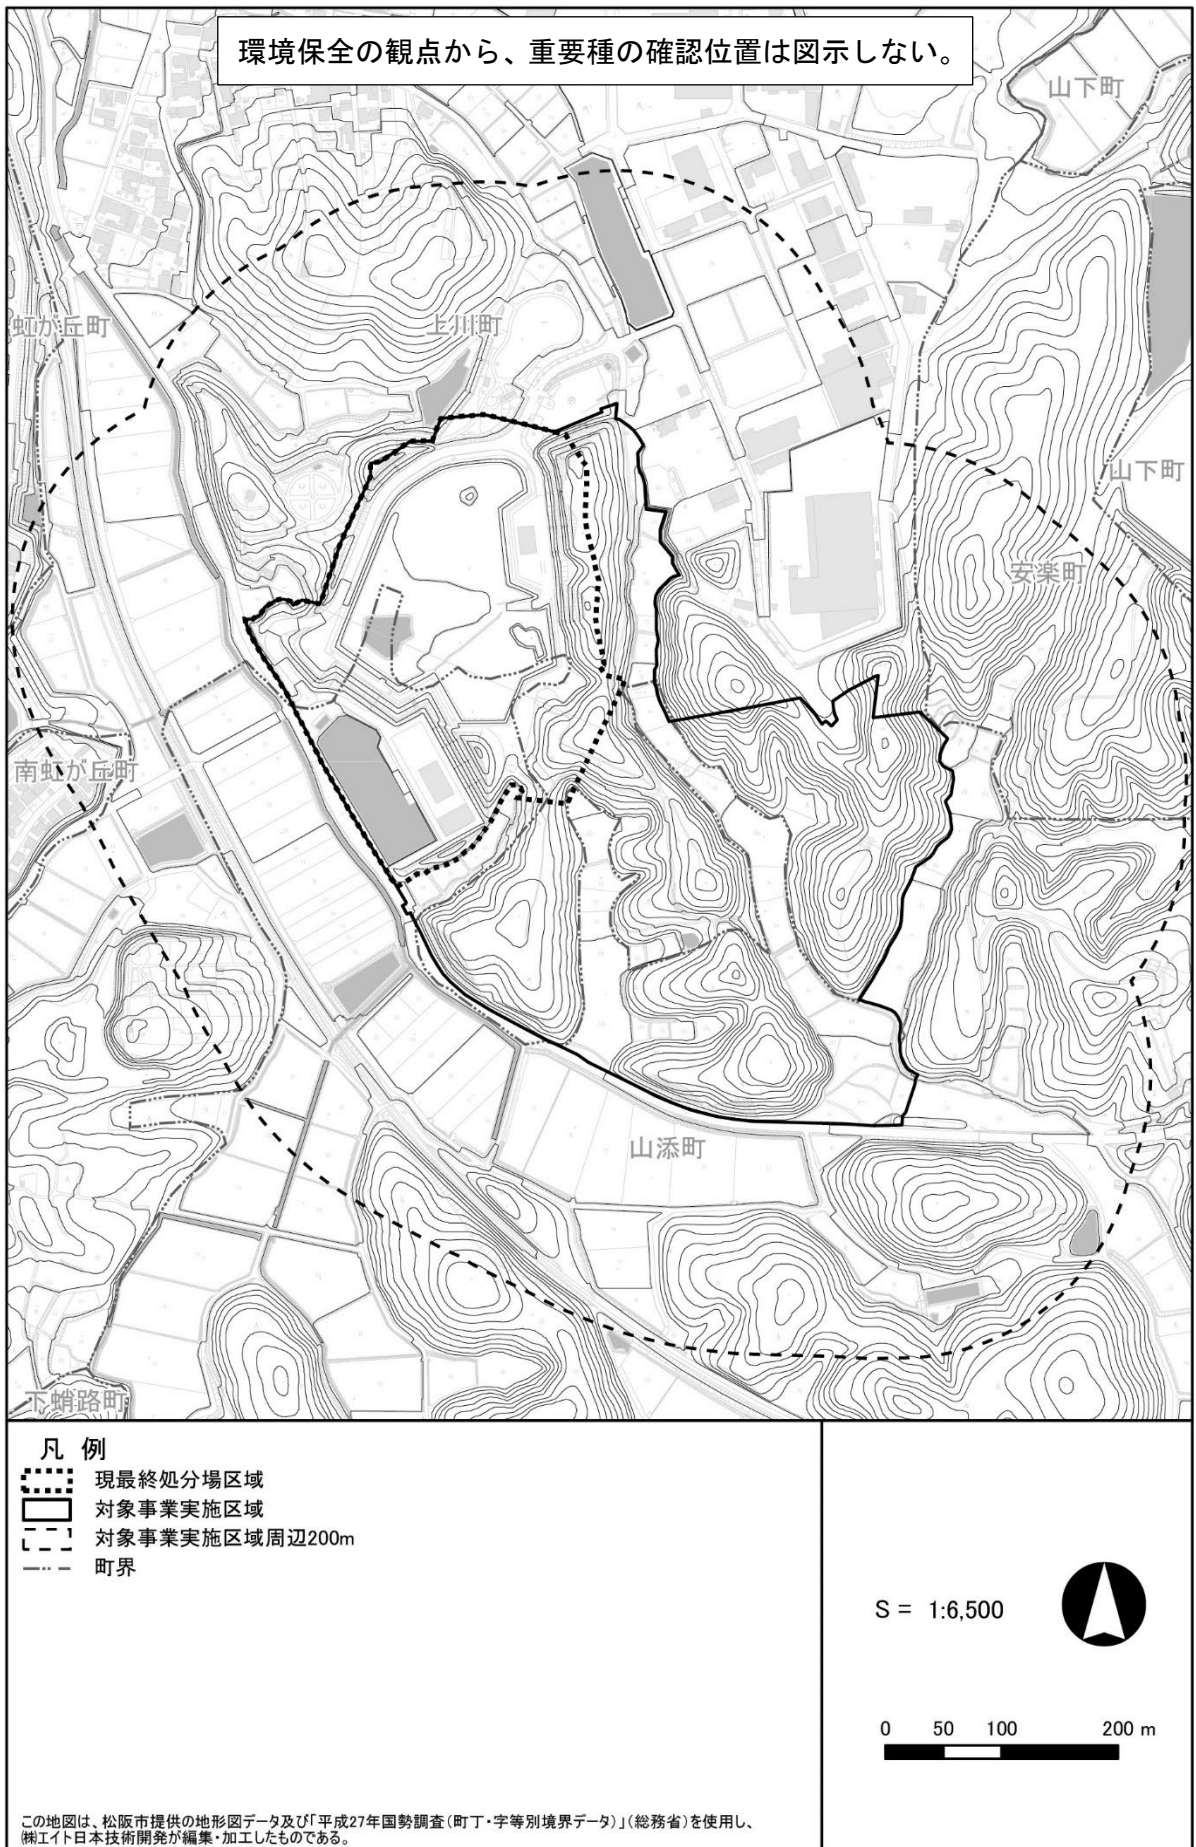 環境保全の観点から、重要種の確認位置は図示しない。
山下町
虹が丘町
上川町
山下町
安楽町
南虹が丘町
山添町
下蛸路町
凡 例
現最終処分場区域
対象事業実施区域
対象事業実施区域周辺200m
町界
S = 1:6,500
0 50 100 200 m
この地図は、松阪市提供の地形図データ及び「平成27年国勢調査(町丁・字等別境界データ)」(総務省)を使用し、
㈱エイト日本技術開発が編集・加工したものである。